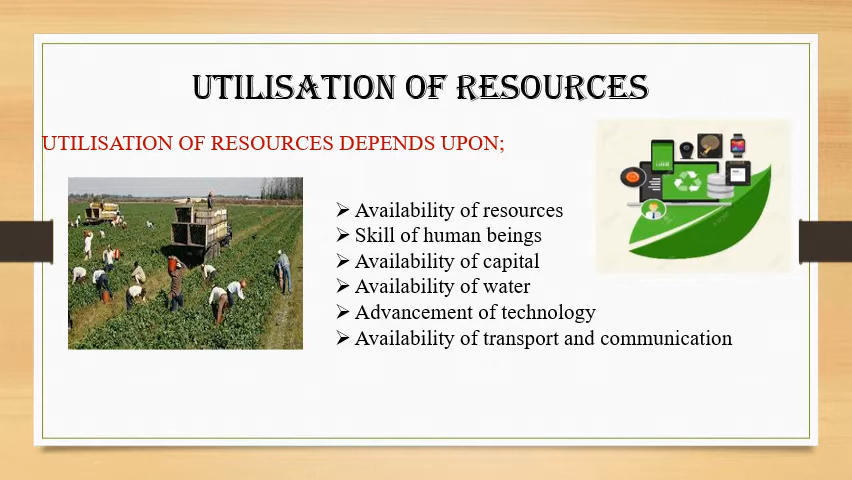 UTILISATION OF RESOURCES
UTILISATION OF RESOURCES DEPENDS UPON;
➢ Availability of resources
➢ Skill of human beings
➢ Availability of capital
➢ Availability of water
➢ Advancement of technology
➢ Availability of transport and communication